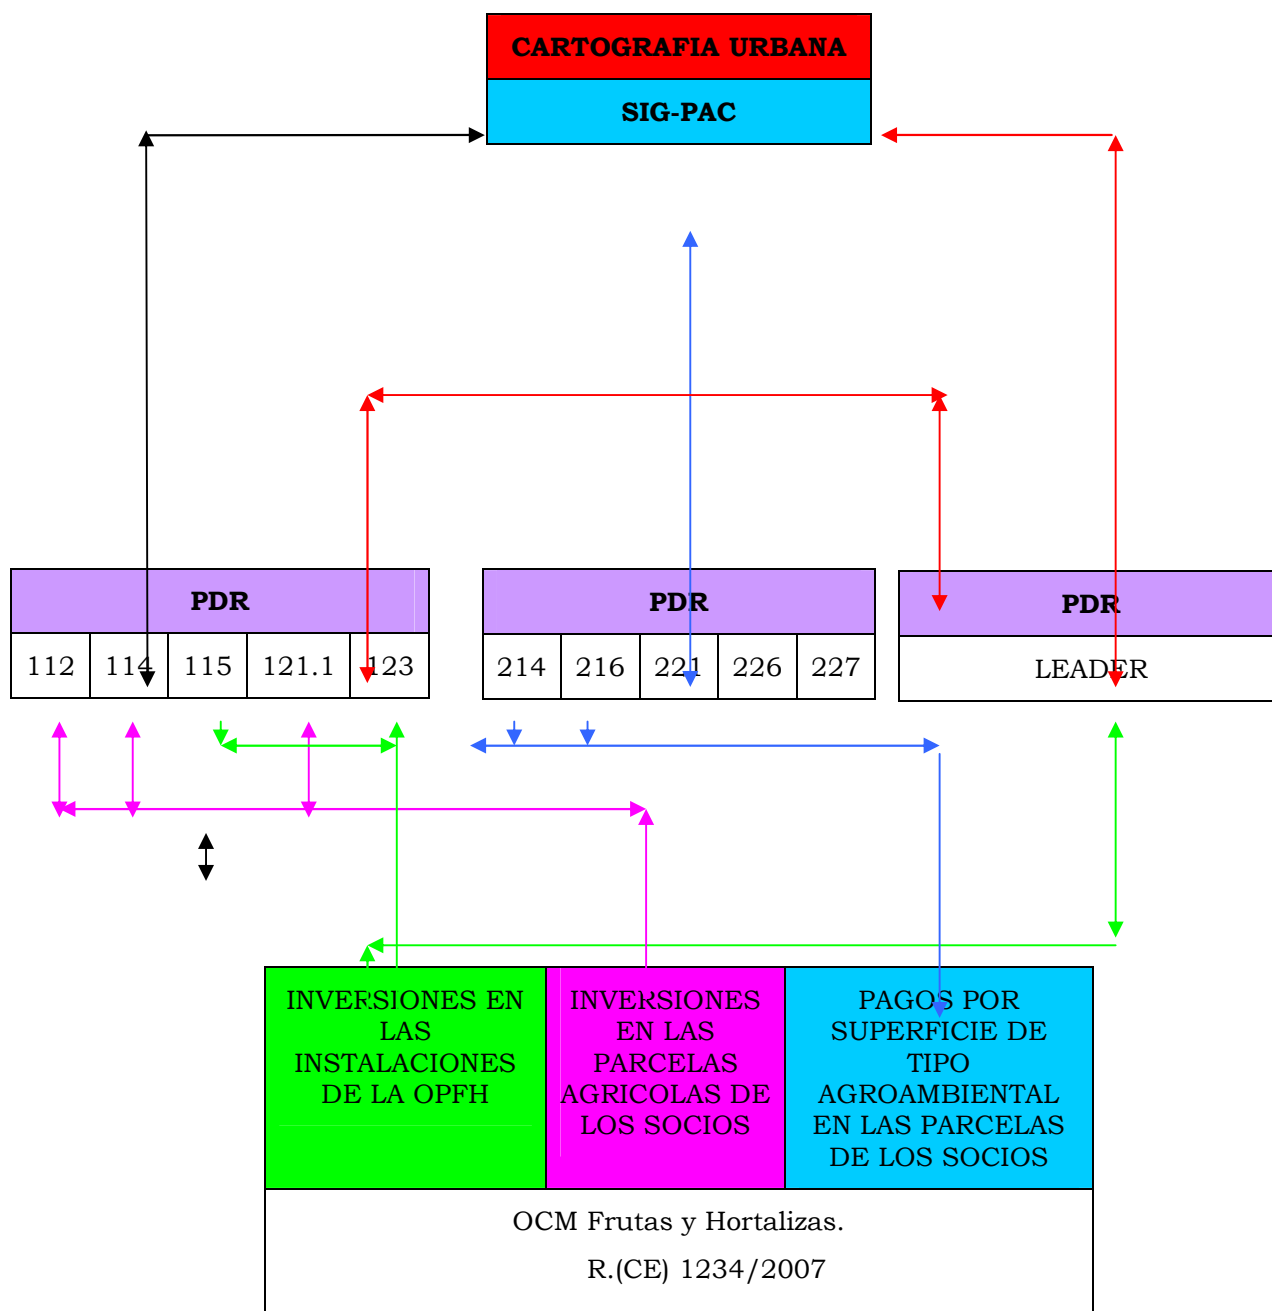 CARTOGRAFIA URBANA
SIG-PAC
PDR
112 114 115 121.1 123
PDR
214 216 221 226 227
PDR
LEADER
INVERSIONES EN
LAS
INSTALACIONES
DE LA OPFH
INVERSIONES
EN LAS
PARCELAS
AGRICOLAS DE
LOS SOCIOS
PAGOS POR
SUPERFICIE DE
TIPO
AGROAMBIENTAL
EN LAS PARCELAS
DE LOS SOCIOS
OCM Frutas y Hortalizas.
R.(CE) 1234/2007